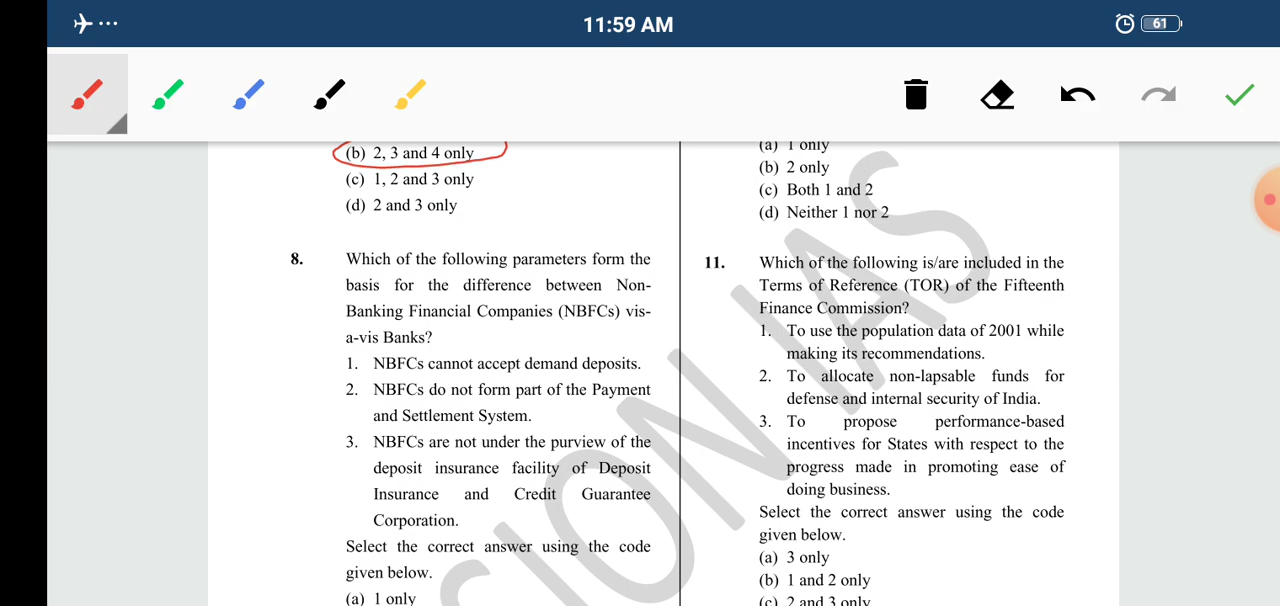 11:59 AM
61
(b) 2, 3 and 4 only
(c) 1, 2 and 3 only
(d) 2 and 3 only
8. Which of the following parameters form the
basis for the difference between Non-
Banking Financial Companies (NBFCs) vis-
a-vis Banks?
1. NBFCs cannot accept demand deposits.
2. NBFCs do not form part of the Payment
and Settlement System.
3. NBFCs are not under the purview of the
deposit insurance facility of Deposit
Insurance and Credit Guarantee
Corporation.
Select the correct answer using the code
given below.
(a) 1 only
(a) 1 only
(b) 2 only
(c) Both 1 and 2
(d) Neither 1 nor 2
11. Which of the following is/are included in the
Terms of Reference (TOR) of the Fifteenth
Finance Commission?
1. To use the population data of 2001 while
making its recommendations.
2. To allocate non-lapsable funds for
defense and internal security of India.
3. To propose performance-based
incentives for States with respect to the
progress made in promoting ease of
doing business.
Select the correct answer using the code
given below.
(a) 3 only
(b) 1 and 2 only
(c) 2 and 3 only
SION IAS